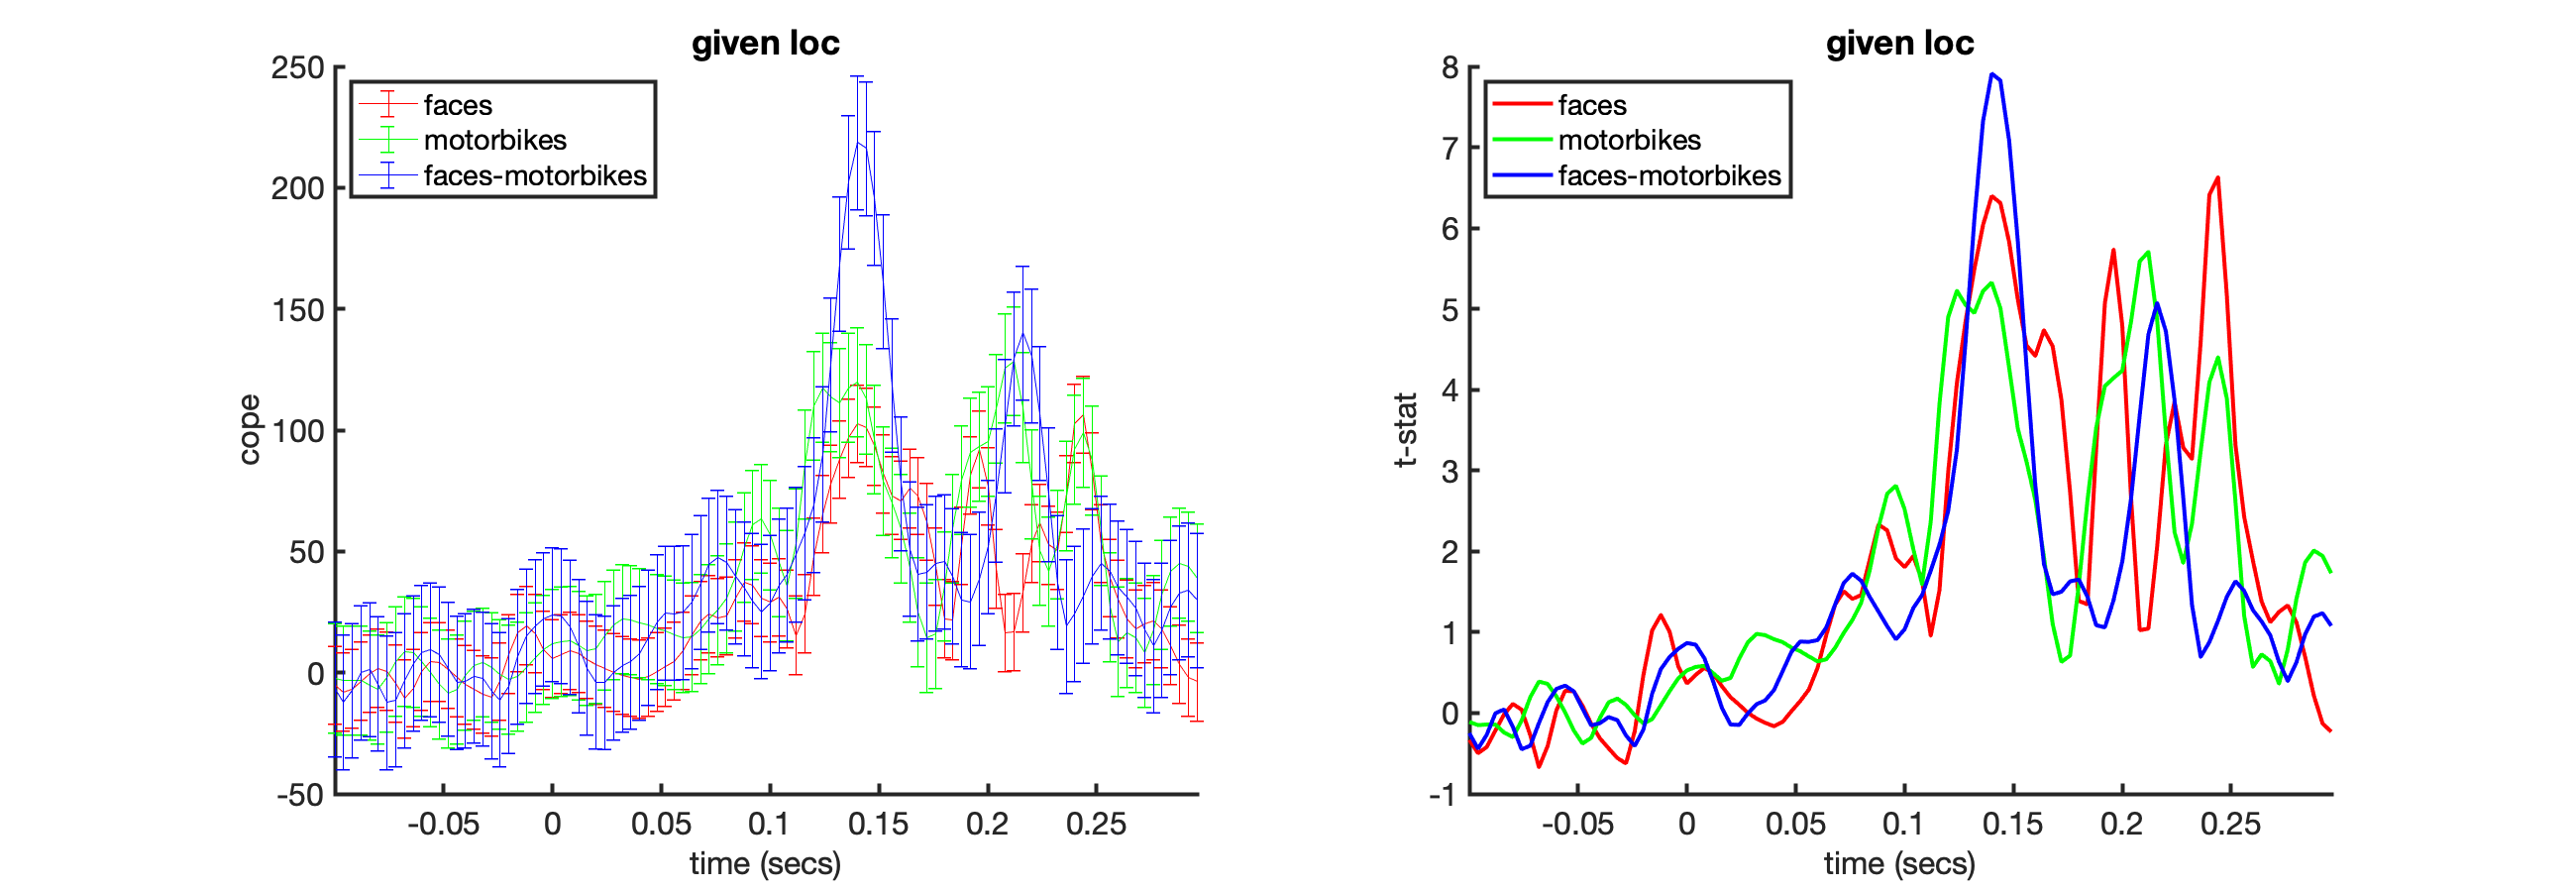 given loc
250
200
150
100
50
0
-50
cope
faces
motorbikes
faces-motorbikes
-0.05 0 0.05 0.1 0.15 0.2 0.25
time (secs)
given loc
8
7
6
5
4
3
2
1
0
-1
t-stat
faces
motorbikes
faces-motorbikes
-0.05 0 0.05 0.1 0.15 0.2 0.25
time (secs)